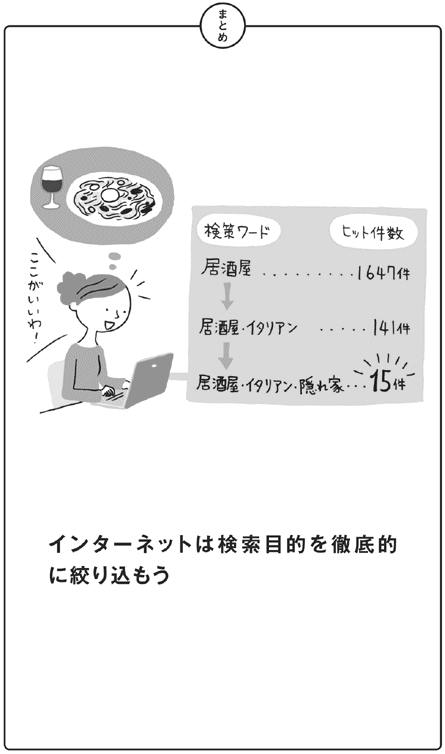 まとめ
ここがいいわ!
検策ワード ヒット件数
居酒屋 ・・・・・・・・・ 1647件
居酒屋・イタリアン ・・・・・ 141件
居酒屋・イタリアン・隠れ家・・・15件
インターネットは検索目的を徹底的
に絞り込もう